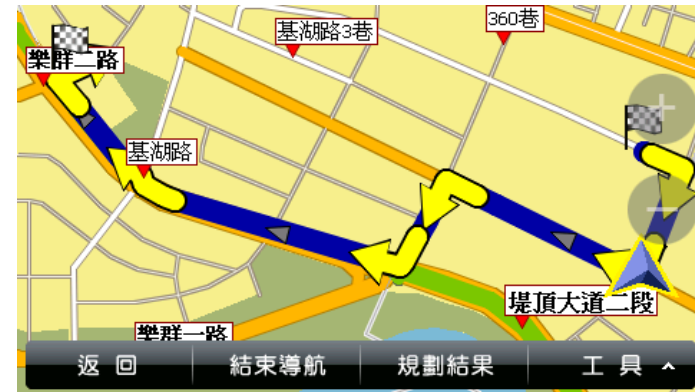 360巷
基湖路3巷
樂群二路
基湖路
堤頂大道二段
樂群一路
返回
結束導航
規劃結果
工具